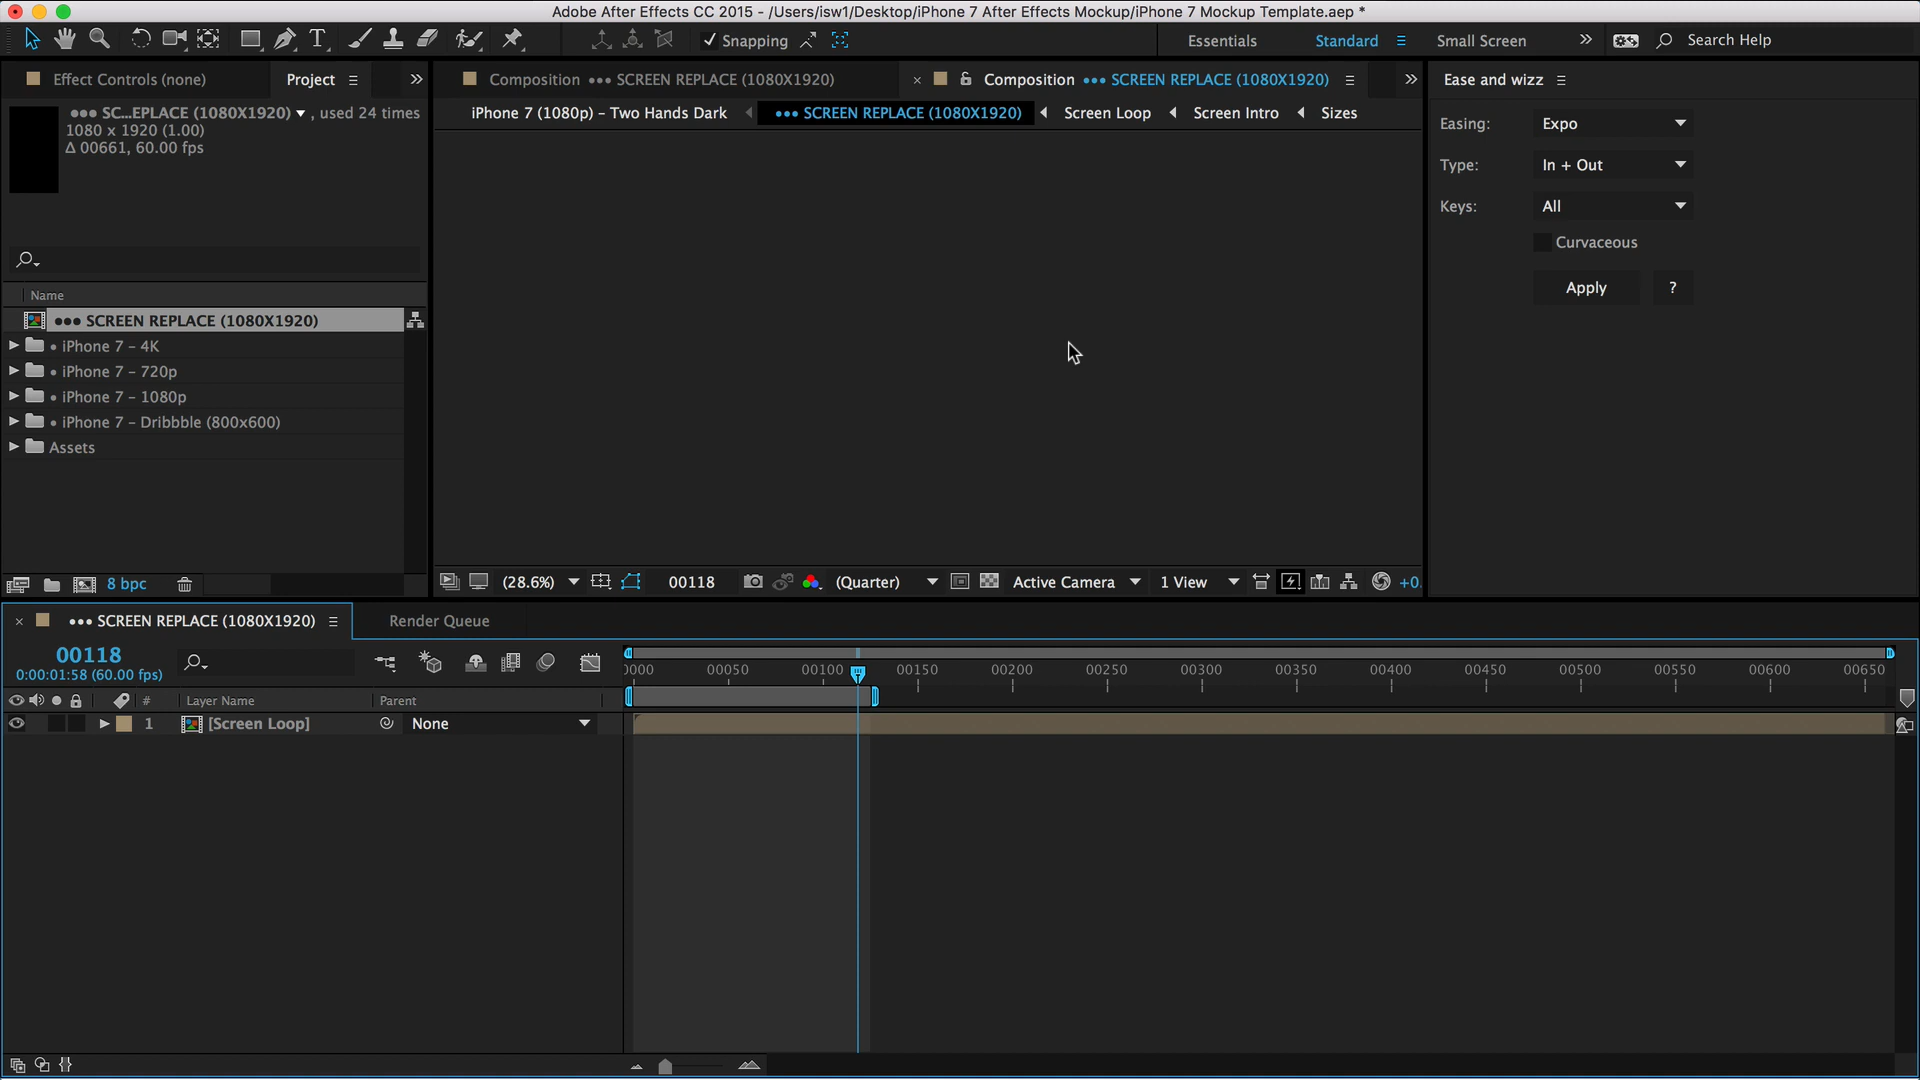 Adobe After Effects CC 2015 - /Users/isw1/Desktop/iPhone 7 After Effects Mockup/iPhone 7 Mockup Template.aep *
Snapping
Essentials
Standard
Small Screen
Search Help
Effect Controls (none)
Project
Composition ••• SCREEN REPLACE (1080X1920)
Composition ••• SCREEN REPLACE (1080X1920)
Ease and wizz
••• SC...EPLACE (1080X1920) , used 24 times
1080 x 1920 (1.00)
Δ 00661, 60.00 fps
iPhone 7 (1080p) - Two Hands Dark
••• SCREEN REPLACE (1080X1920)
Screen Loop
Screen Intro
Sizes
Easing: Expo
Type: In + Out
Keys: All
Curvaceous
Apply
?
Name
••• SCREEN REPLACE (1080X1920)
• iPhone 7 - 4K
• iPhone 7 - 720p
• iPhone 7 - 1080p
• iPhone 7 - Dribbble (800x600)
Assets
8 bpc
(28.6%)
00118
(Quarter)
Active Camera
1 View
+0.
••• SCREEN REPLACE (1080X1920)
Render Queue
00118
0:00:01:58 (60.00 fps)
0000 00050 00100 00150 00200 00250 00300 00350 00400 00450 00500 00550 00600 00650
# Layer Name Parent
1 [Screen Loop] None